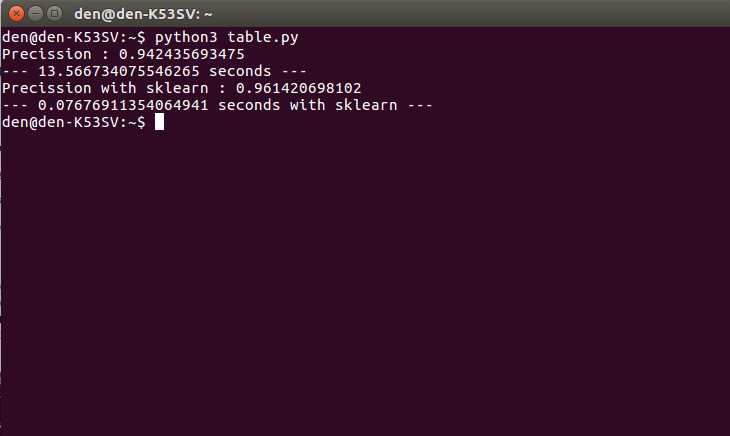 den@den-K53SV: ~
den@den-K53SV:~$ python3 table.py
Precission : 0.942435693475
--- 13.566734075546265 seconds ---
Precission with sklearn : 0.961420698102
--- 0.07676911354064941 seconds with sklearn ---
den@den-K53SV:~$